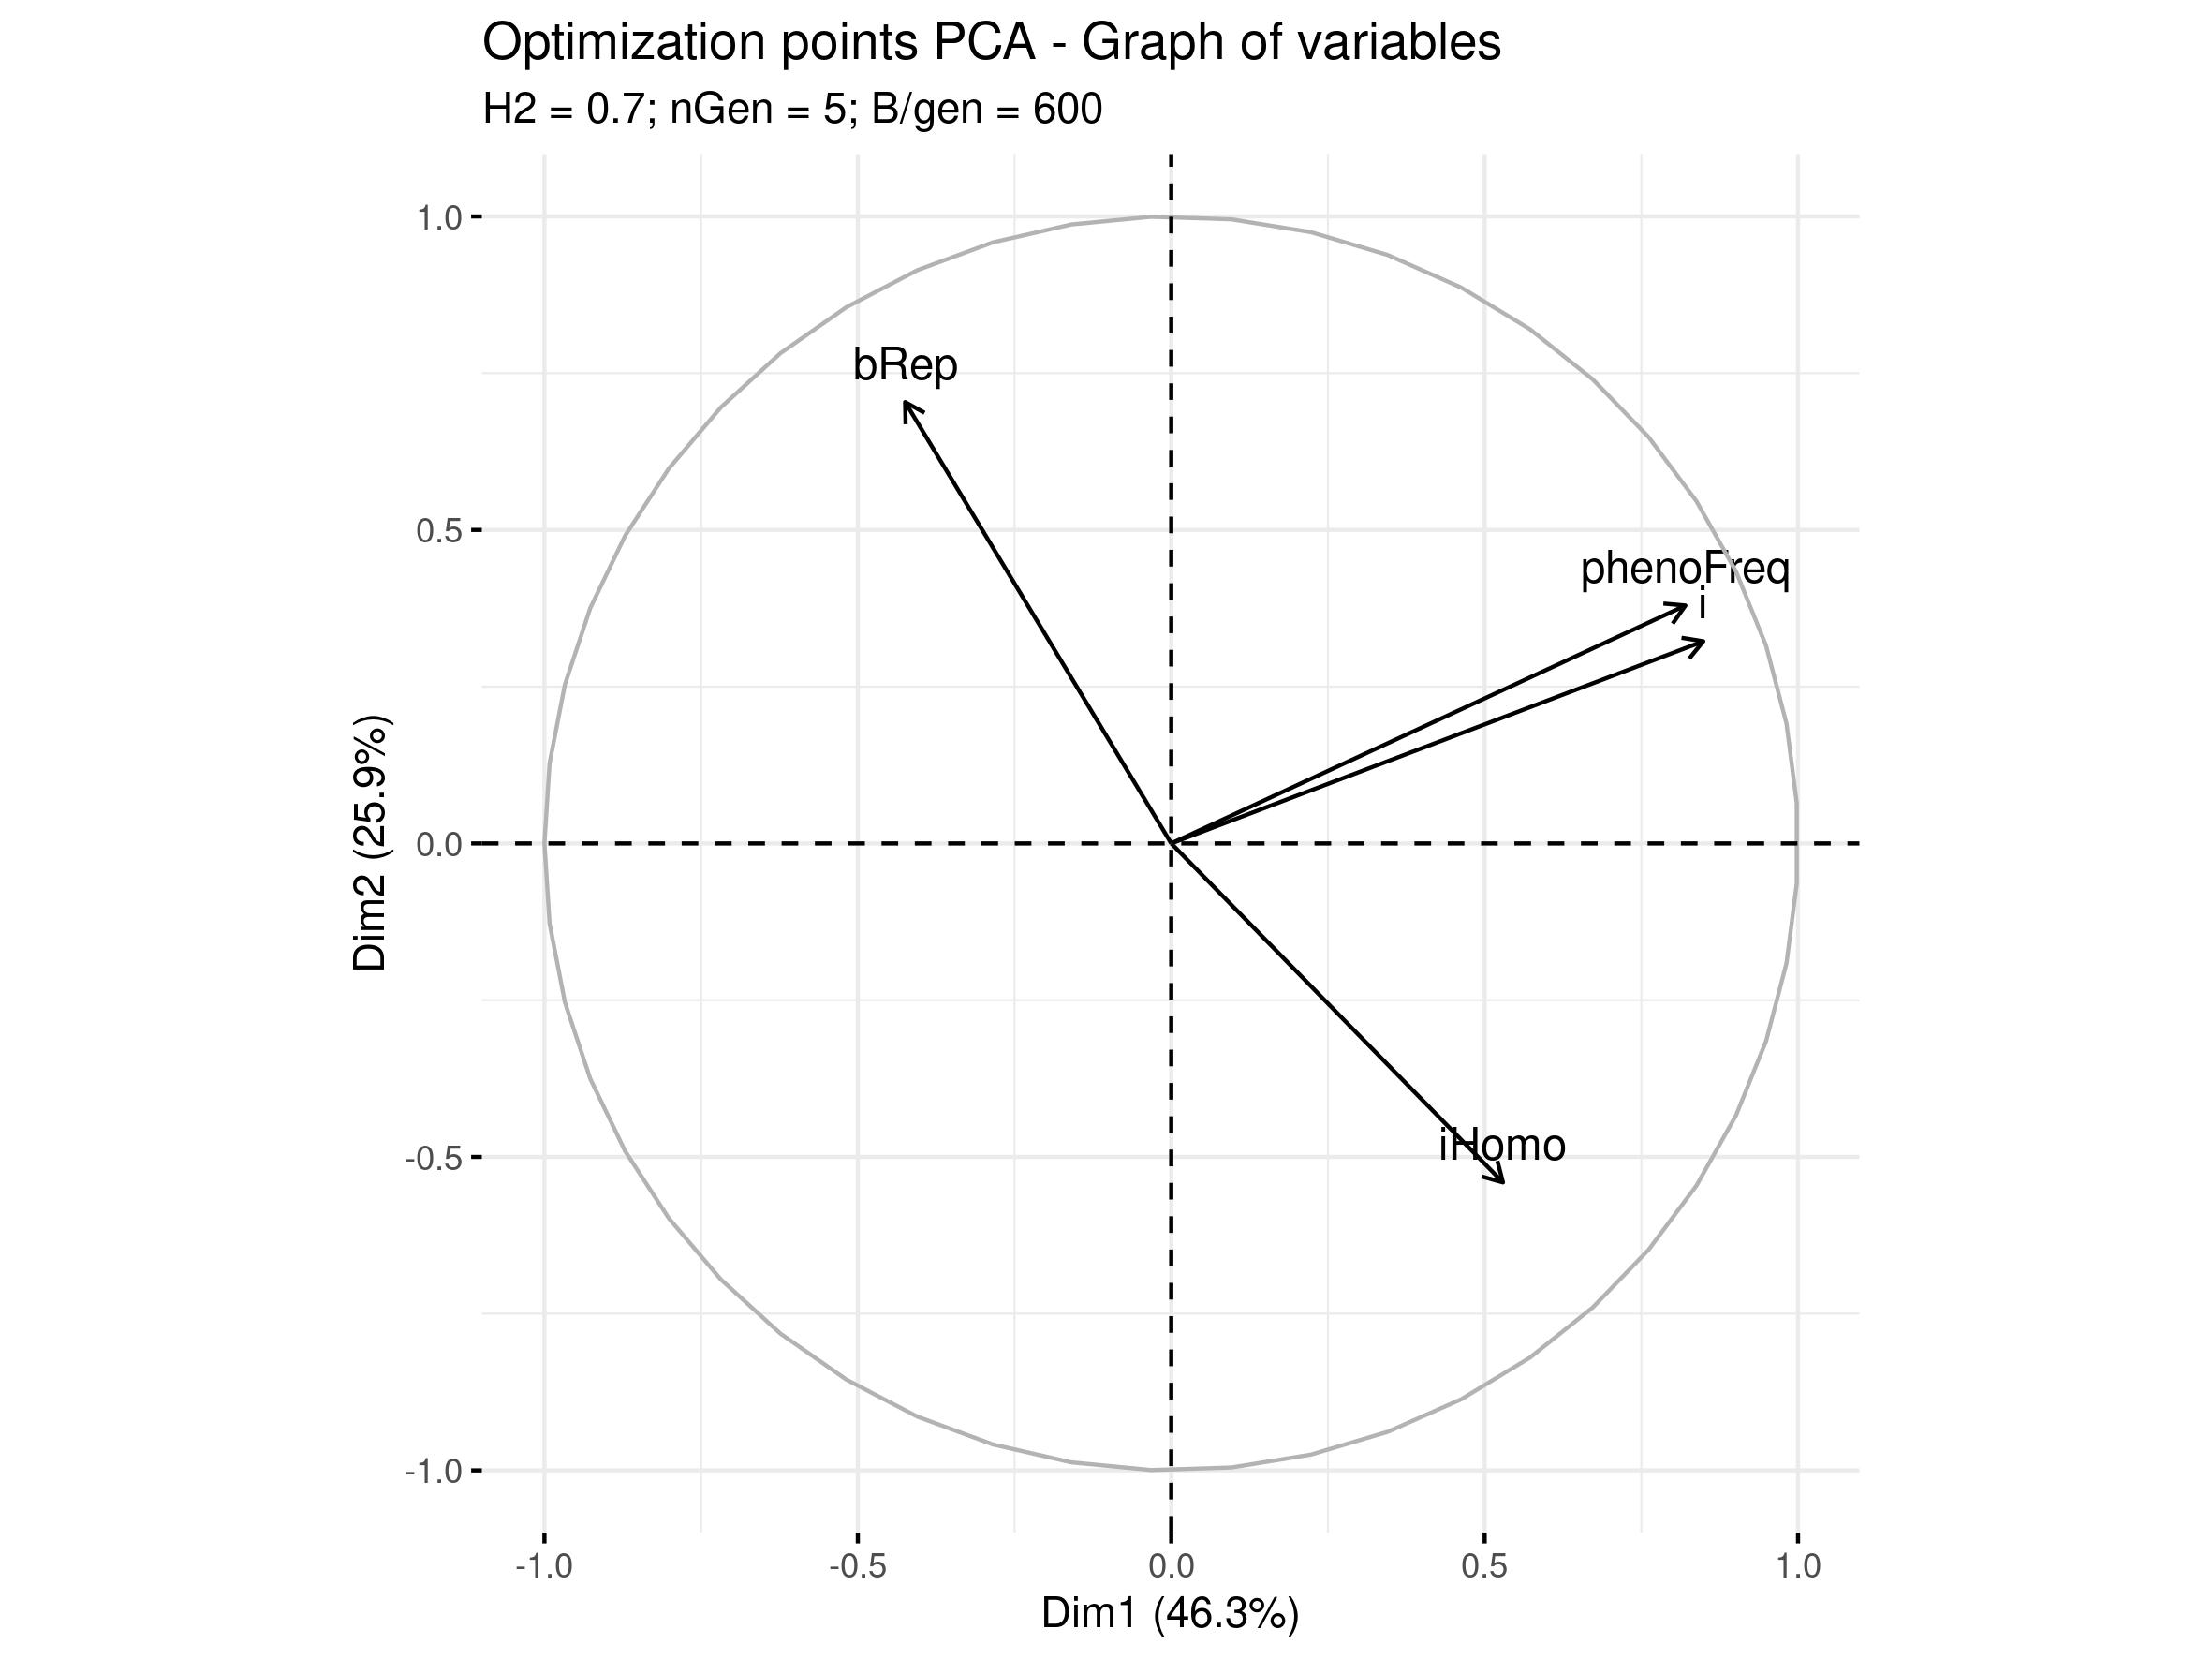 Optimization points PCA - Graph of variables
H2 = 0.7; nGen = 5; B/gen = 600
1.0
0.5
0.0
-0.5
-1.0
Dim2 (25.9%)
bRep
phenoFreq
i
iHomo
-1.0
-0.5
0.0
0.5
1.0
Dim1 (46.3%)